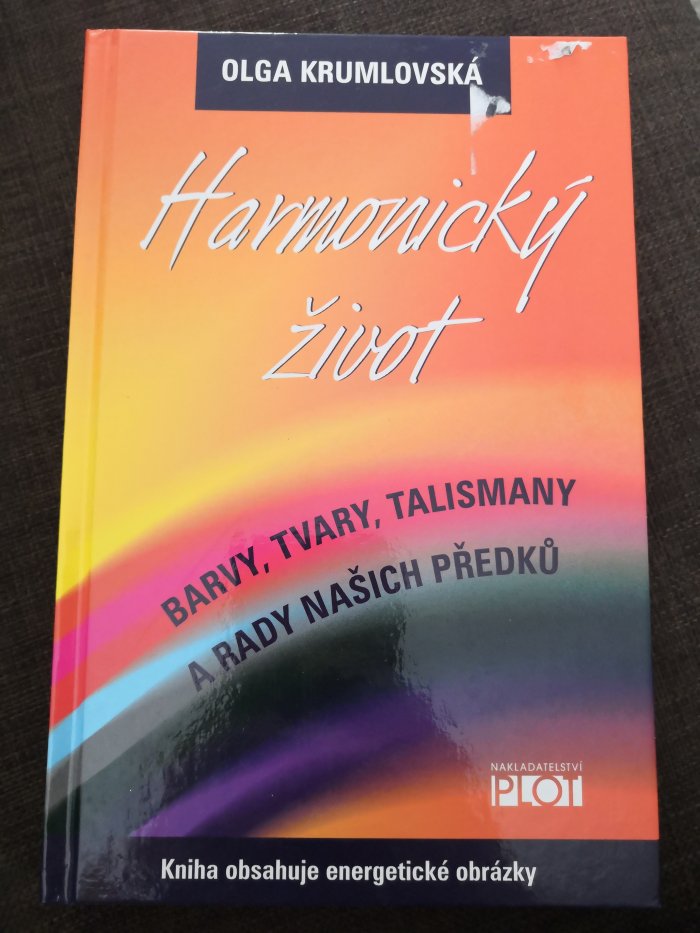 OLGA KRUMLOVSKÁ
Harmonický
život
BARVY, TVARY, TALISMANY
A RADY NAŠICH PŘEDKŮ
NAKLADATELSTVÍ
PLOT
Kniha obsahuje energetické obrázky